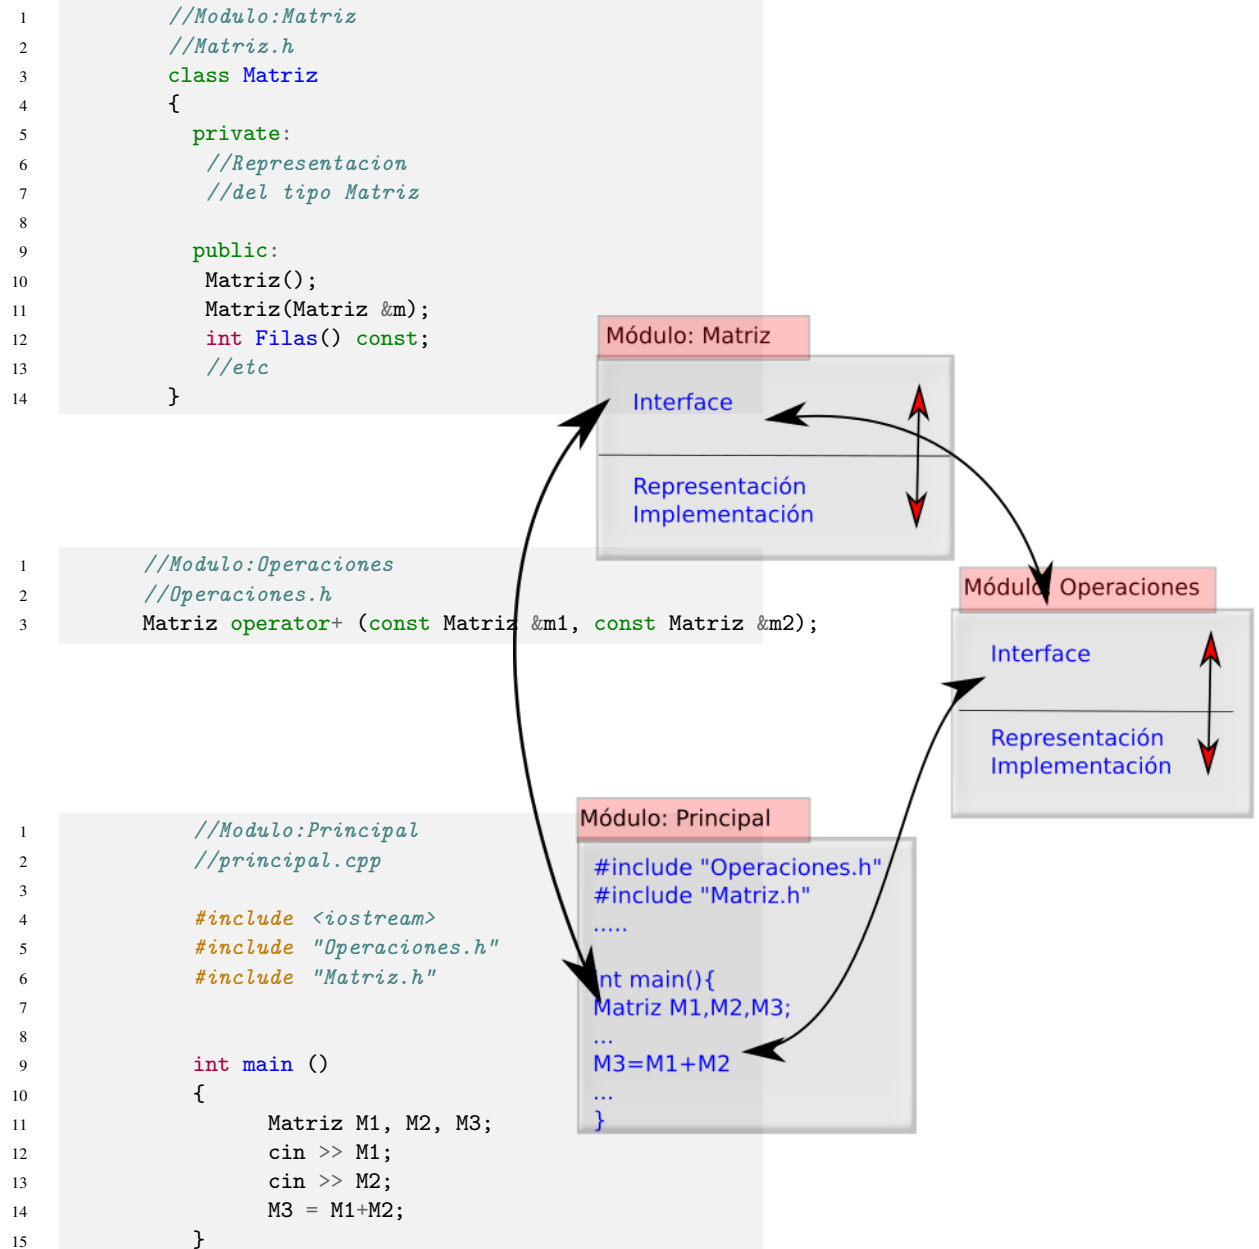 1 //Modulo:Matriz
2 //Matriz.h
3 class Matriz
4 {
5 private:
6 //Representacion
7 //del tipo Matriz
8
9 public:
10 Matriz();
11 Matriz(Matriz &m);
12 int Filas() const;
13 //etc
14 }
Módulo: Matriz
Interface
Representación
Implementación
1 //Modulo:Operaciones
2 //Operaciones.h
3 Matriz operator+ (const Matriz &m1, const Matriz &m2);
Módulo: Operaciones
Interface
Representación
Implementación
1 //Modulo:Principal
2 //principal.cpp
3
4 #include <iostream>
5 #include "Operaciones.h"
6 #include "Matriz.h"
7
8
9 int main ()
10 {
11 Matriz M1, M2, M3;
12 cin >> M1;
13 cin >> M2;
14 M3 = M1+M2;
15 }
Módulo: Principal
#include "Operaciones.h"
#include "Matriz.h"
.....
int main(){
Matriz M1,M2,M3;
...
M3=M1+M2
...
}